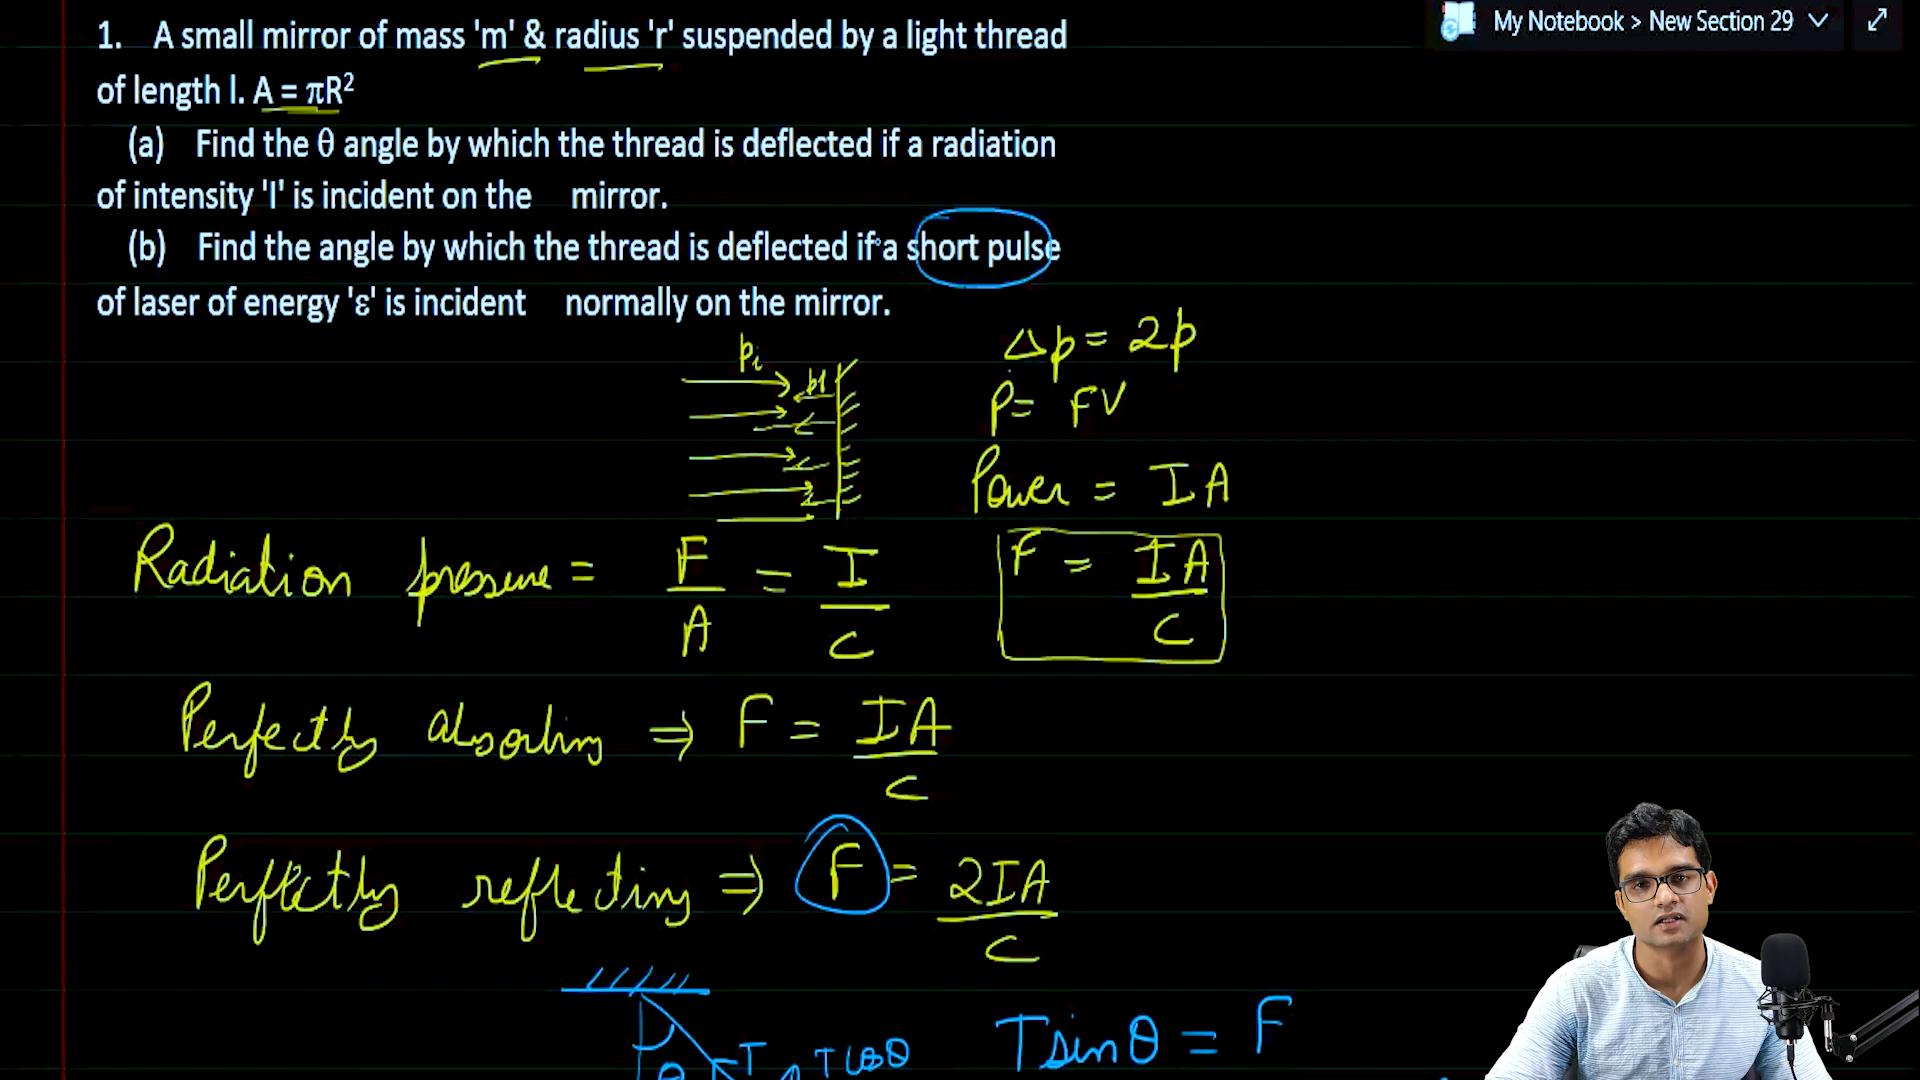 My Notebook > New Section 29
1. A small mirror of mass 'm' & radius 'r' suspended by a light thread
of length l. A = πR²
(a) Find the θ angle by which the thread is deflected if a radiation
of intensity 'I' is incident on the mirror.
(b) Find the angle by which the thread is deflected if a short pulse
of laser of energy 'ε' is incident normally on the mirror.
pi
Δp = 2p
P = FV
Power = IA
Radiation pressure = F/A = I/C
F = IA/C
Perfectly absorbing ⇒ F = IA/C
Perfectly reflecting ⇒ F = 2IA/C
T sinθ = F
T T cosθ
θ